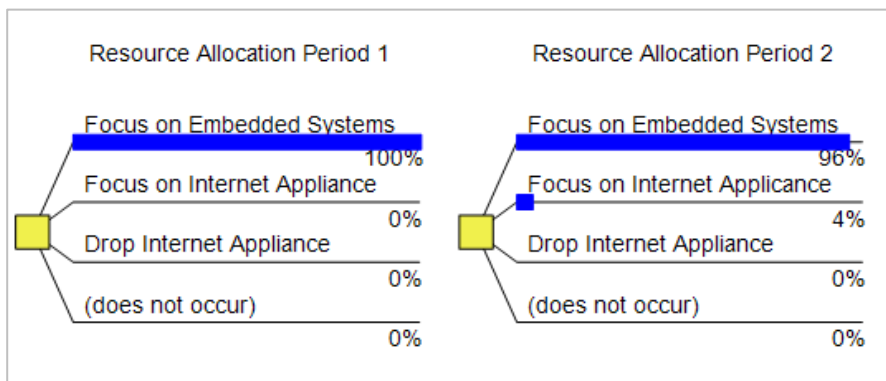 Resource Allocation Period 1
Focus on Embedded Systems
100%
Focus on Internet Appliance
0%
Drop Internet Appliance
0%
(does not occur)
0%
Resource Allocation Period 2
Focus on Embedded Systems
96%
Focus on Internet Applicance
4%
Drop Internet Appliance
0%
(does not occur)
0%